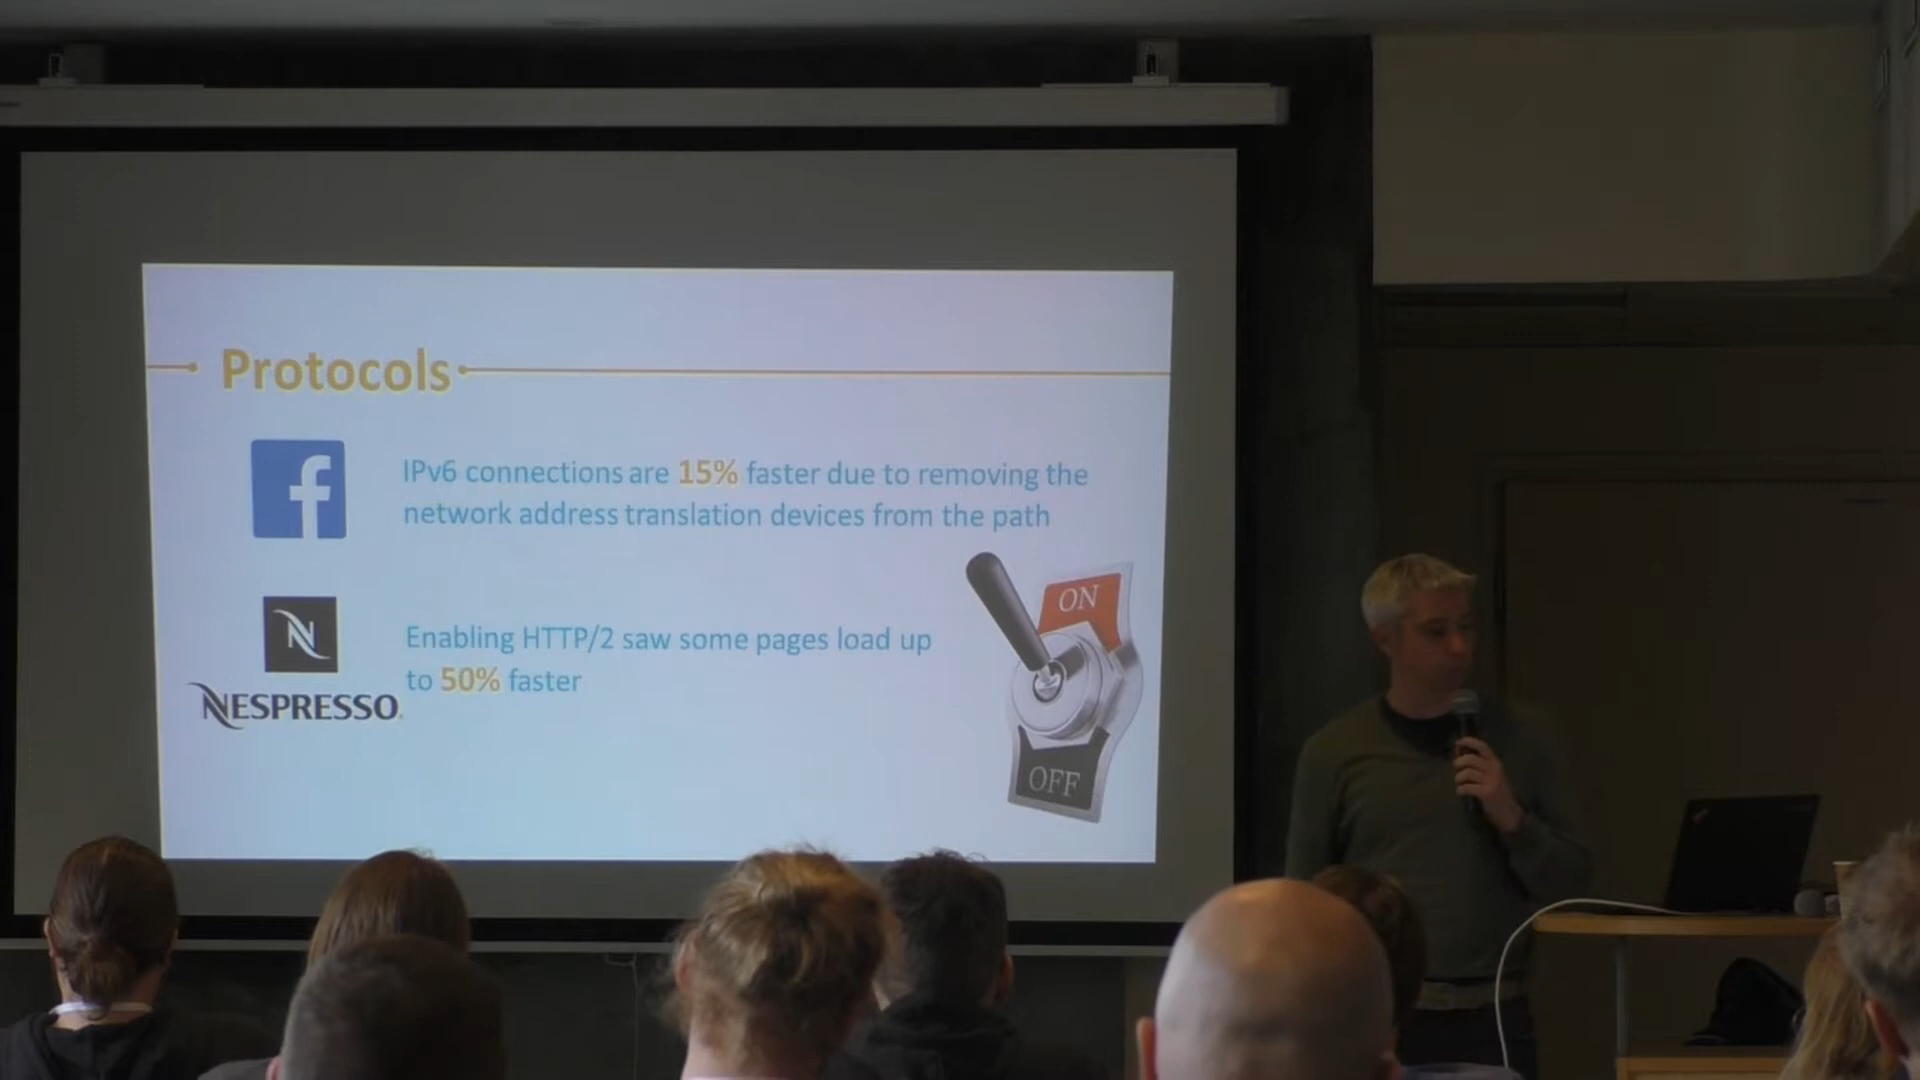 Protocols
IPv6 connections are 15% faster due to removing the
network address translation devices from the path
ON
N
Enabling HTTP/2 saw some pages load up
to 50% faster
NESPRESSO.
OFF